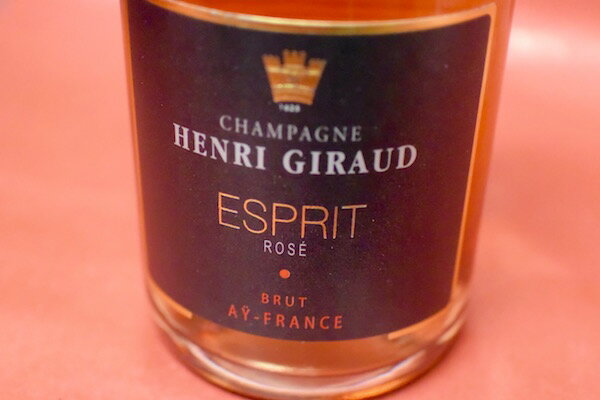 1625
CHAMPAGNE
HENRI GIRAUD
ESPRIT
ROSÉ
BRUT
AŸ-FRANCE